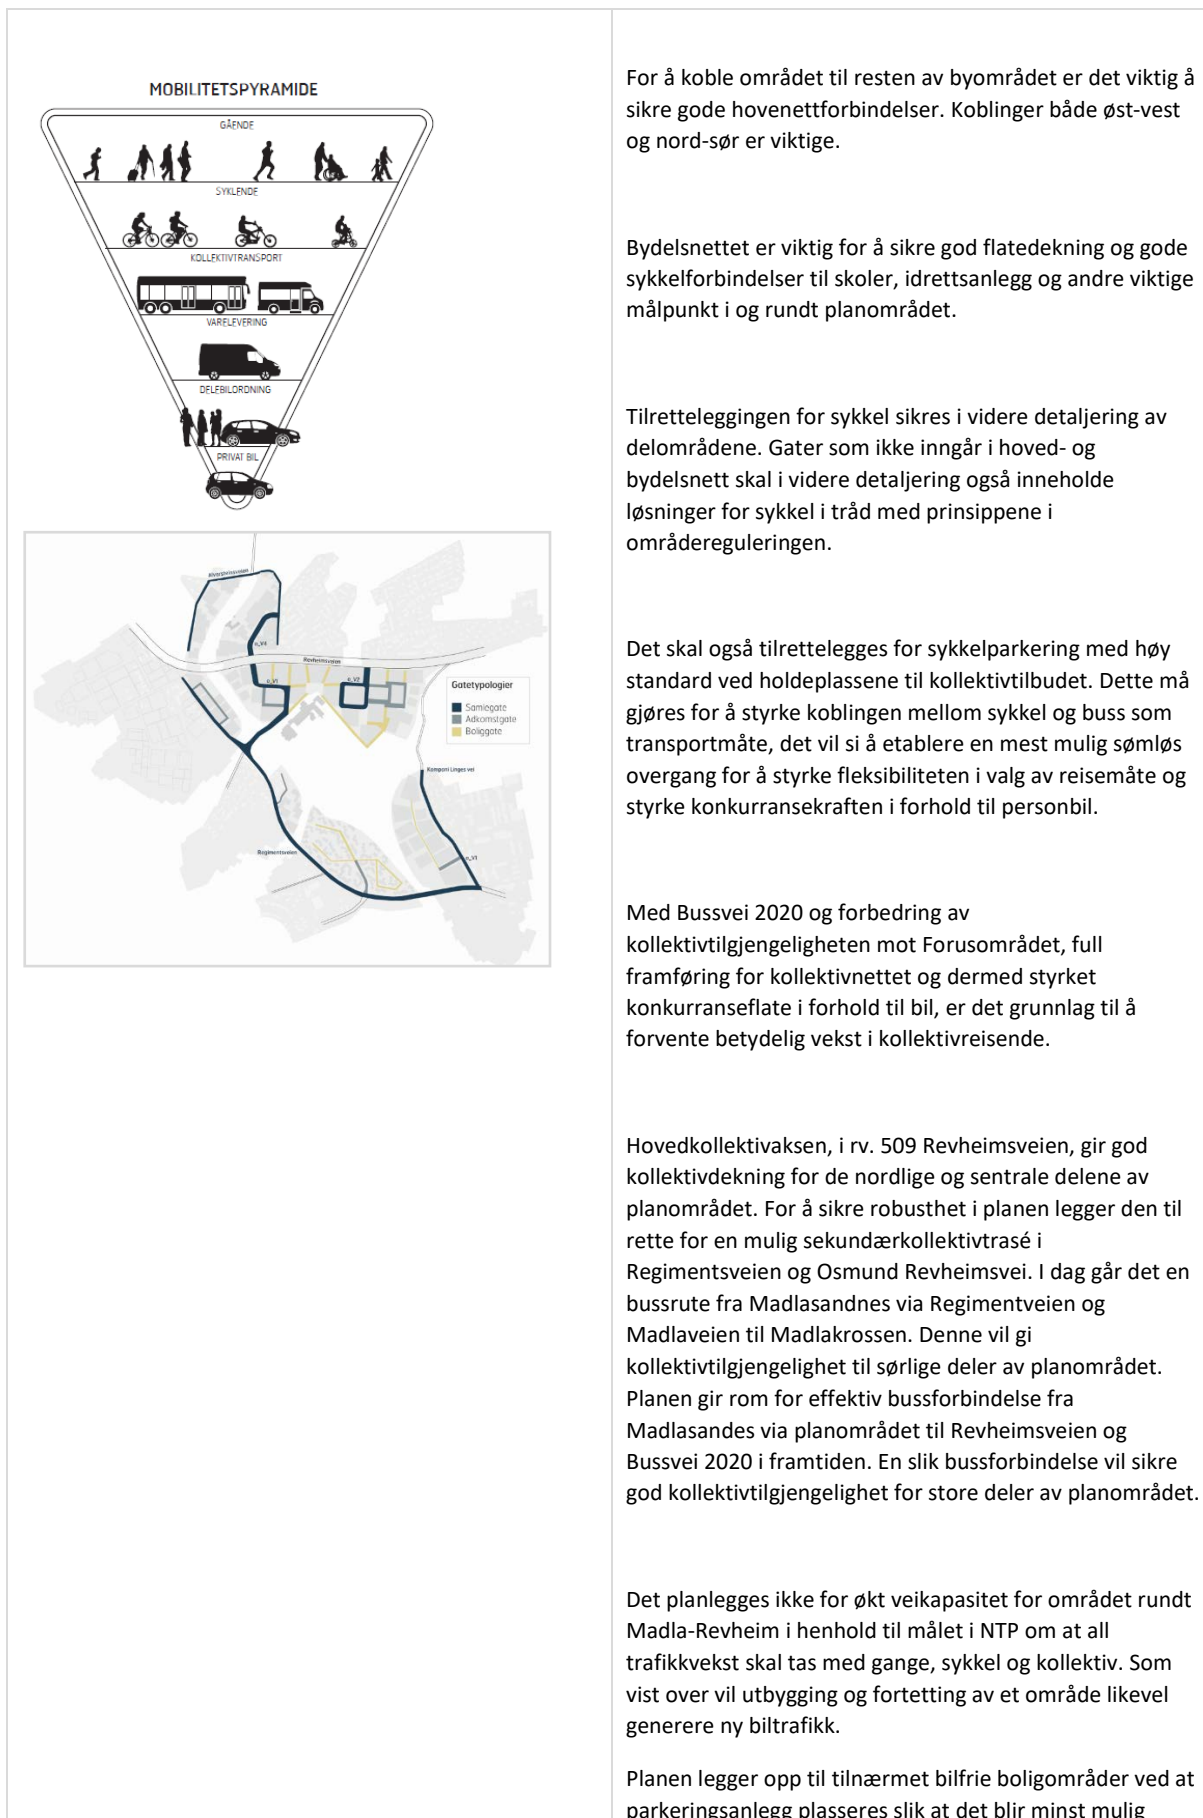 MOBILITETSPYRAMIDE
GÅENDE
SYKLENDE
KOLLEKTIVTRANSPORT
VARELEVERING
DELEBILORDNING
PRIVAT BIL
Revheimsveien
o_V4
o_V1
o_V2
Gatetypologier
Samlegate
Adkomstgate
Boliggate
Kompani Linges vei
Regimentsveien
o_V1
For å koble området til resten av byområdet er det viktig å
sikre gode hovenettforbindelser. Koblinger både øst-vest
og nord-sør er viktige.
Bydelsnettet er viktig for å sikre god flatedekning og gode
sykkelforbindelser til skoler, idrettsanlegg og andre viktige
målpunkt i og rundt planområdet.
Tilretteleggingen for sykkel sikres i videre detaljering av
delområdene. Gater som ikke inngår i hoved- og
bydelsnett skal i videre detaljering også inneholde
løsninger for sykkel i tråd med prinsippene i
områdereguleringen.
Det skal også tilrettelegges for sykkelparkering med høy
standard ved holdeplassene til kollektivtilbudet. Dette må
gjøres for å styrke koblingen mellom sykkel og buss som
transportmåte, det vil si å etablere en mest mulig sømløs
overgang for å styrke fleksibiliteten i valg av reisemåte og
styrke konkurransekraften i forhold til personbil.
Med Bussvei 2020 og forbedring av
kollektivtilgjengeligheten mot Forusområdet, full
framføring for kollektivnettet og dermed styrket
konkurranseflate i forhold til bil, er det grunnlag til å
forvente betydelig vekst i kollektivreisende.
Hovedkollektivaksen, i rv. 509 Revheimsveien, gir god
kollektivdekning for de nordlige og sentrale delene av
planområdet. For å sikre robusthet i planen legger den til
rette for en mulig sekundærkollektivtrasé i
Regimentsveien og Osmund Revheimsvei. I dag går det en
bussrute fra Madlasandnes via Regimentveien og
Madlaveien til Madlakrossen. Denne vil gi
kollektivtilgjengelighet til sørlige deler av planområdet.
Planen gir rom for effektiv bussforbindelse fra
Madlasandes via planområdet til Revheimsveien og
Bussvei 2020 i framtiden. En slik bussforbindelse vil sikre
god kollektivtilgjengelighet for store deler av planområdet.
Det planlegges ikke for økt veikapasitet for området rundt
Madla-Revheim i henhold til målet i NTP om at all
trafikkvekst skal tas med gange, sykkel og kollektiv. Som
vist over vil utbygging og fortetting av et område likevel
generere ny biltrafikk.
Planen legger opp til tilnærmet bilfrie boligområder ved at
parkeringsanlegg plasseres slik at det blir minst mulig